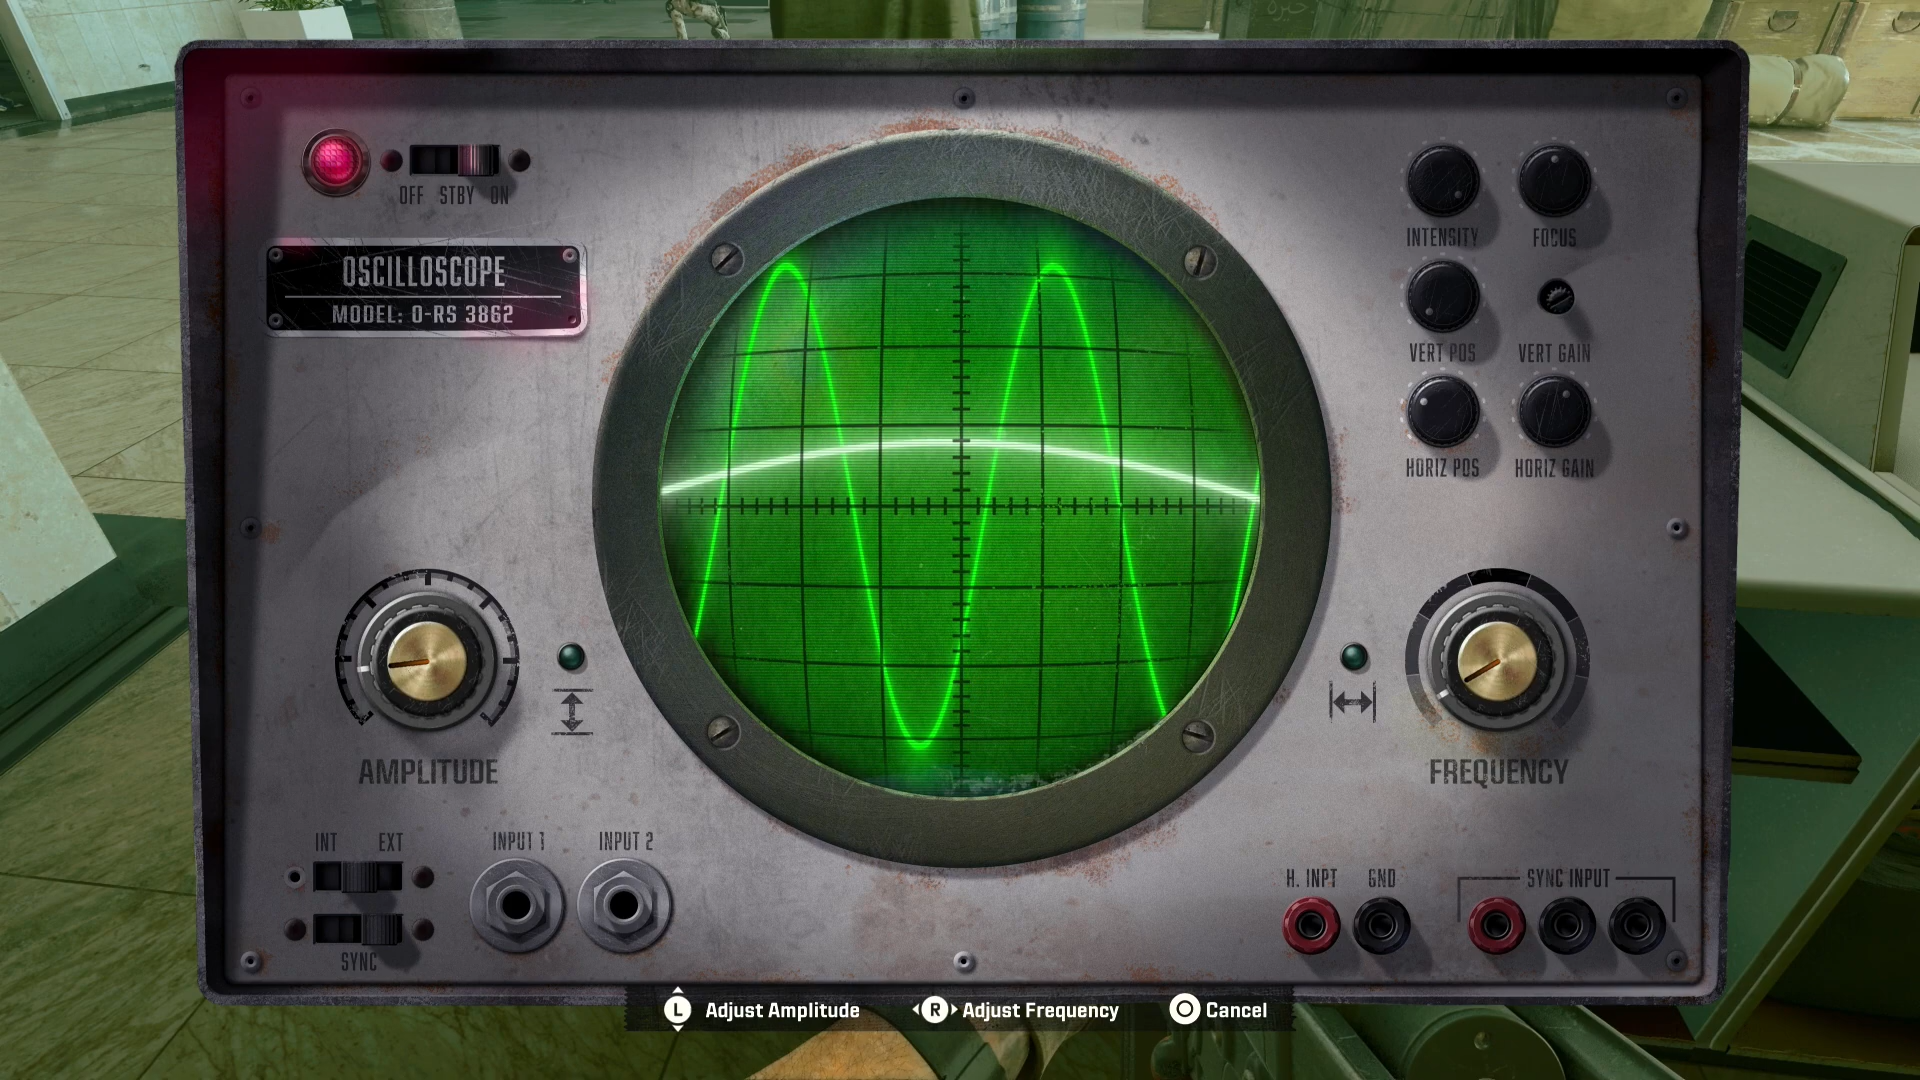 OFF STBY ON
OSCILLOSCOPE
MODEL: O-RS 3862
INTENSITY FOCUS
VERT POS VERT GAIN
HORIZ POS HORIZ GAIN
AMPLITUDE
FREQUENCY
INT EXT
SYNC
INPUT 1 INPUT 2
H. INPT GND
SYNC INPUT
L Adjust Amplitude R Adjust Frequency Cancel